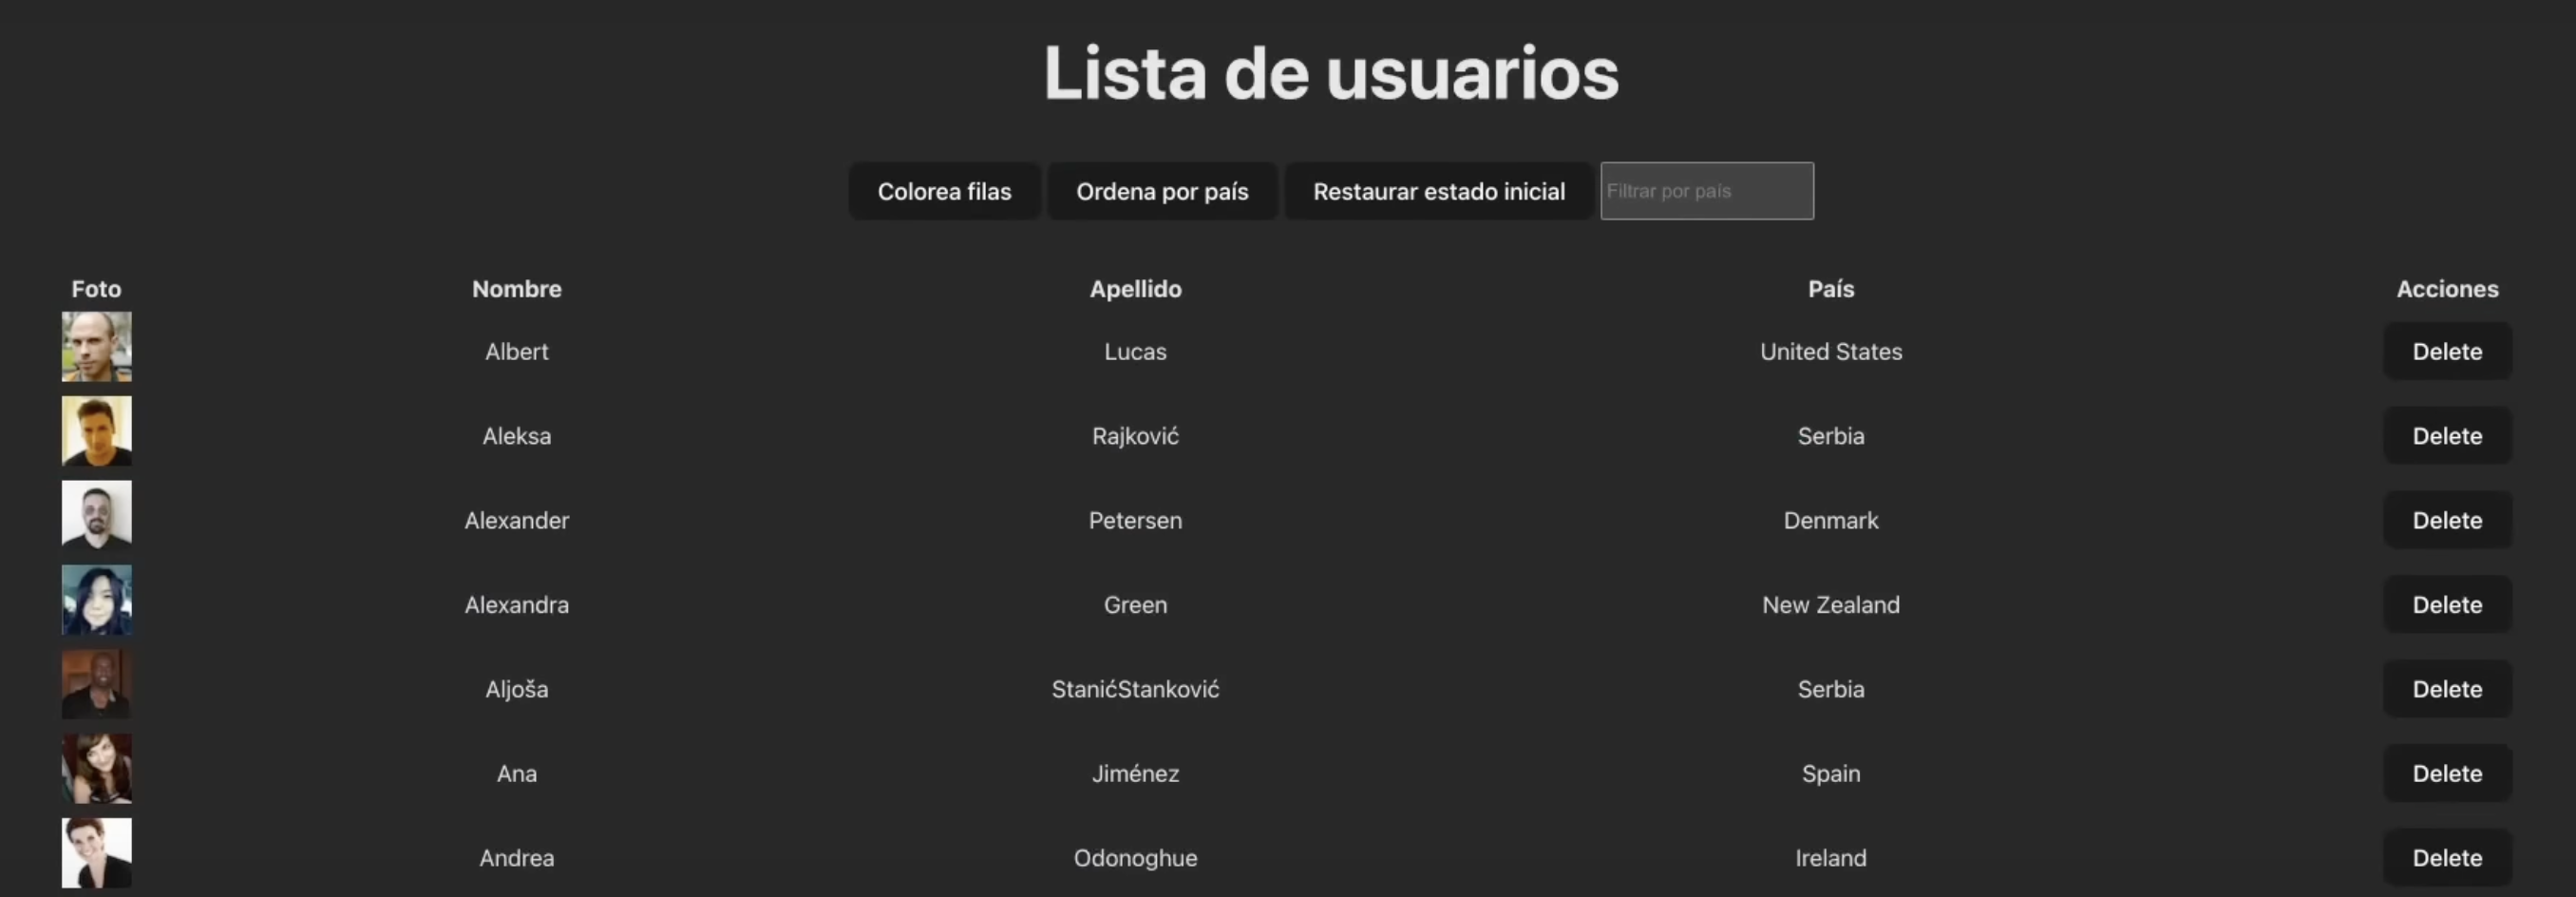 Lista de usuarios
Colorea filas Ordena por país Restaurar estado inicial Filtrar por país
Foto Nombre Apellido País Acciones
Albert Lucas United States Delete
Aleksa Rajković Serbia Delete
Alexander Petersen Denmark Delete
Alexandra Green New Zealand Delete
Aljoša StanićStanković Serbia Delete
Ana Jiménez Spain Delete
Andrea Odonoghue Ireland Delete